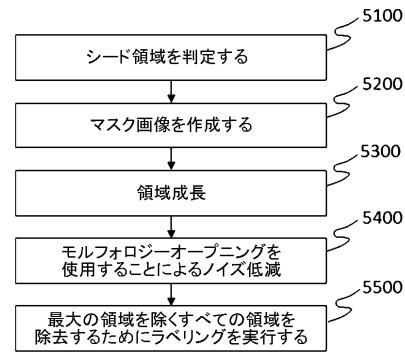 5100
シード領域を判定する
5200
マスク画像を作成する
5300
領域成長
5400
モルフォロジーオープニングを
使用することによるノイズ低減
5500
最大の領域を除くすべての領域を
除去するためにラベリングを実行する